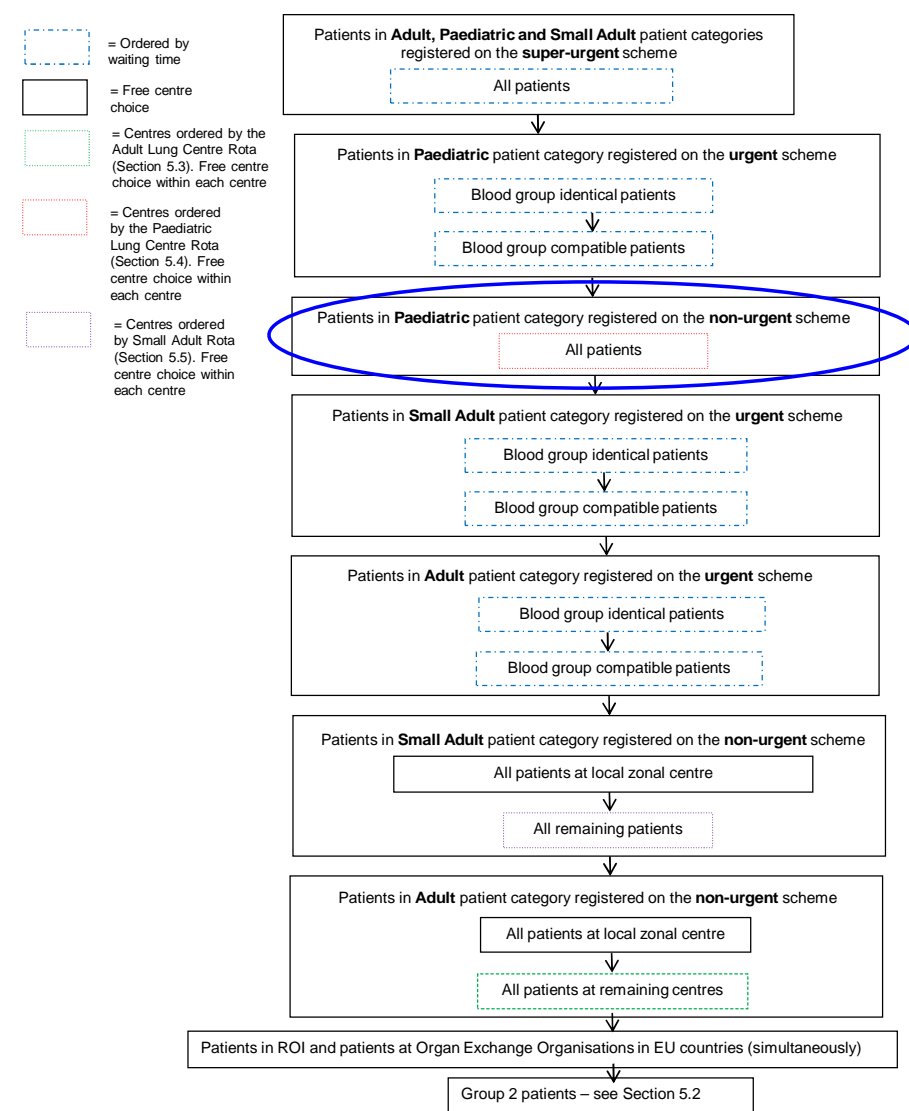 = Ordered by
waiting time
= Free centre
choice
= Centres ordered by the
Adult Lung Centre Rota
(Section 5.3). Free centre
choice within each centre
= Centres ordered
by the Paediatric
Lung Centre Rota
(Section 5.4). Free
centre choice within
each centre
= Centres ordered
by Small Adult Rota
(Section 5.5). Free
centre choice within
each centre
Patients in Adult, Paediatric and Small Adult patient categories
registered on the super-urgent scheme
All patients
Patients in Paediatric patient category registered on the urgent scheme
Blood group identical patients
Blood group compatible patients
Patients in Paediatric patient category registered on the non-urgent scheme
All patients
Patients in Small Adult patient category registered on the urgent scheme
Blood group identical patients
Blood group compatible patients
Patients in Adult patient category registered on the urgent scheme
Blood group identical patients
Blood group compatible patients
Patients in Small Adult patient category registered on the non-urgent scheme
All patients at local zonal centre
All remaining patients
Patients in Adult patient category registered on the non-urgent scheme
All patients at local zonal centre
All patients at remaining centres
Patients in ROI and patients at Organ Exchange Organisations in EU countries (simultaneously)
Group 2 patients – see Section 5.2